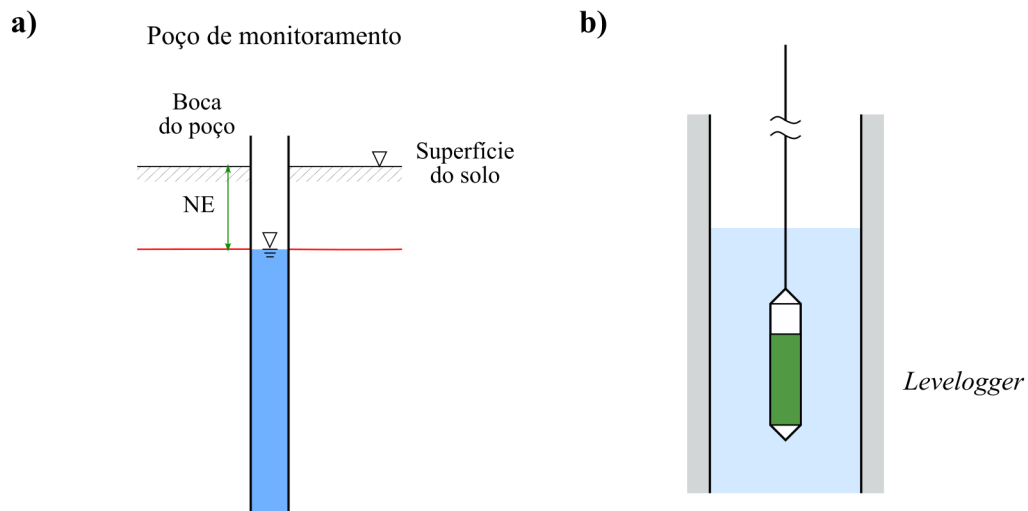 a)
Poço de monitoramento
Boca
do poço
Superfície
do solo
NE
b)
Levelogger